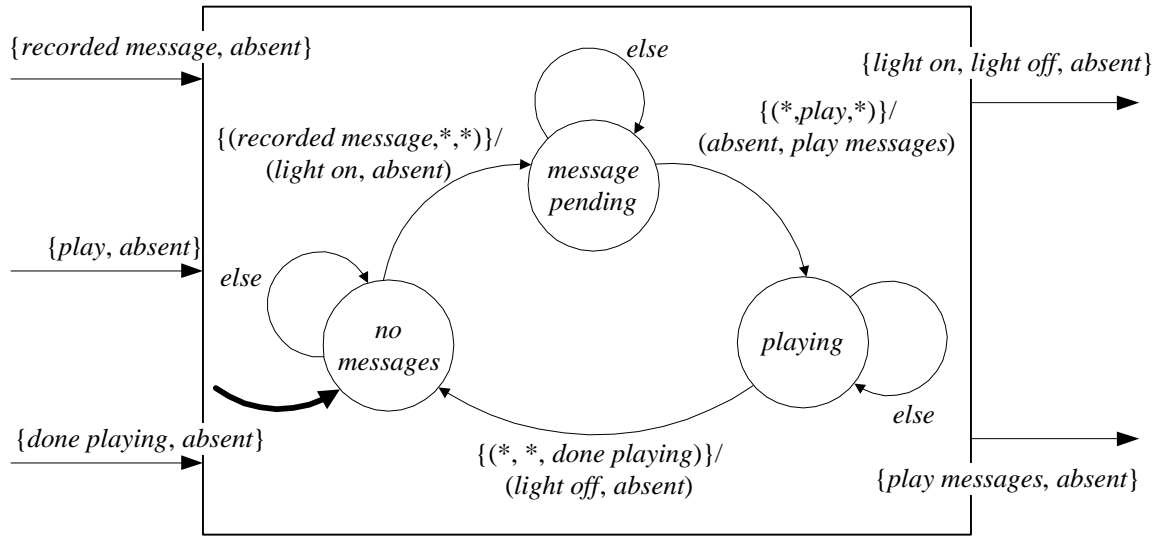 {recorded message, absent}
else
{light on, light off, absent}
{(*,play,*)}/
(absent, play messages)
{(recorded message,*,*)}/
(light on, absent)
message
pending
{play, absent}
else
no
messages
playing
else
{done playing, absent}
{(*, *, done playing)}/
(light off, absent)
{play messages, absent}